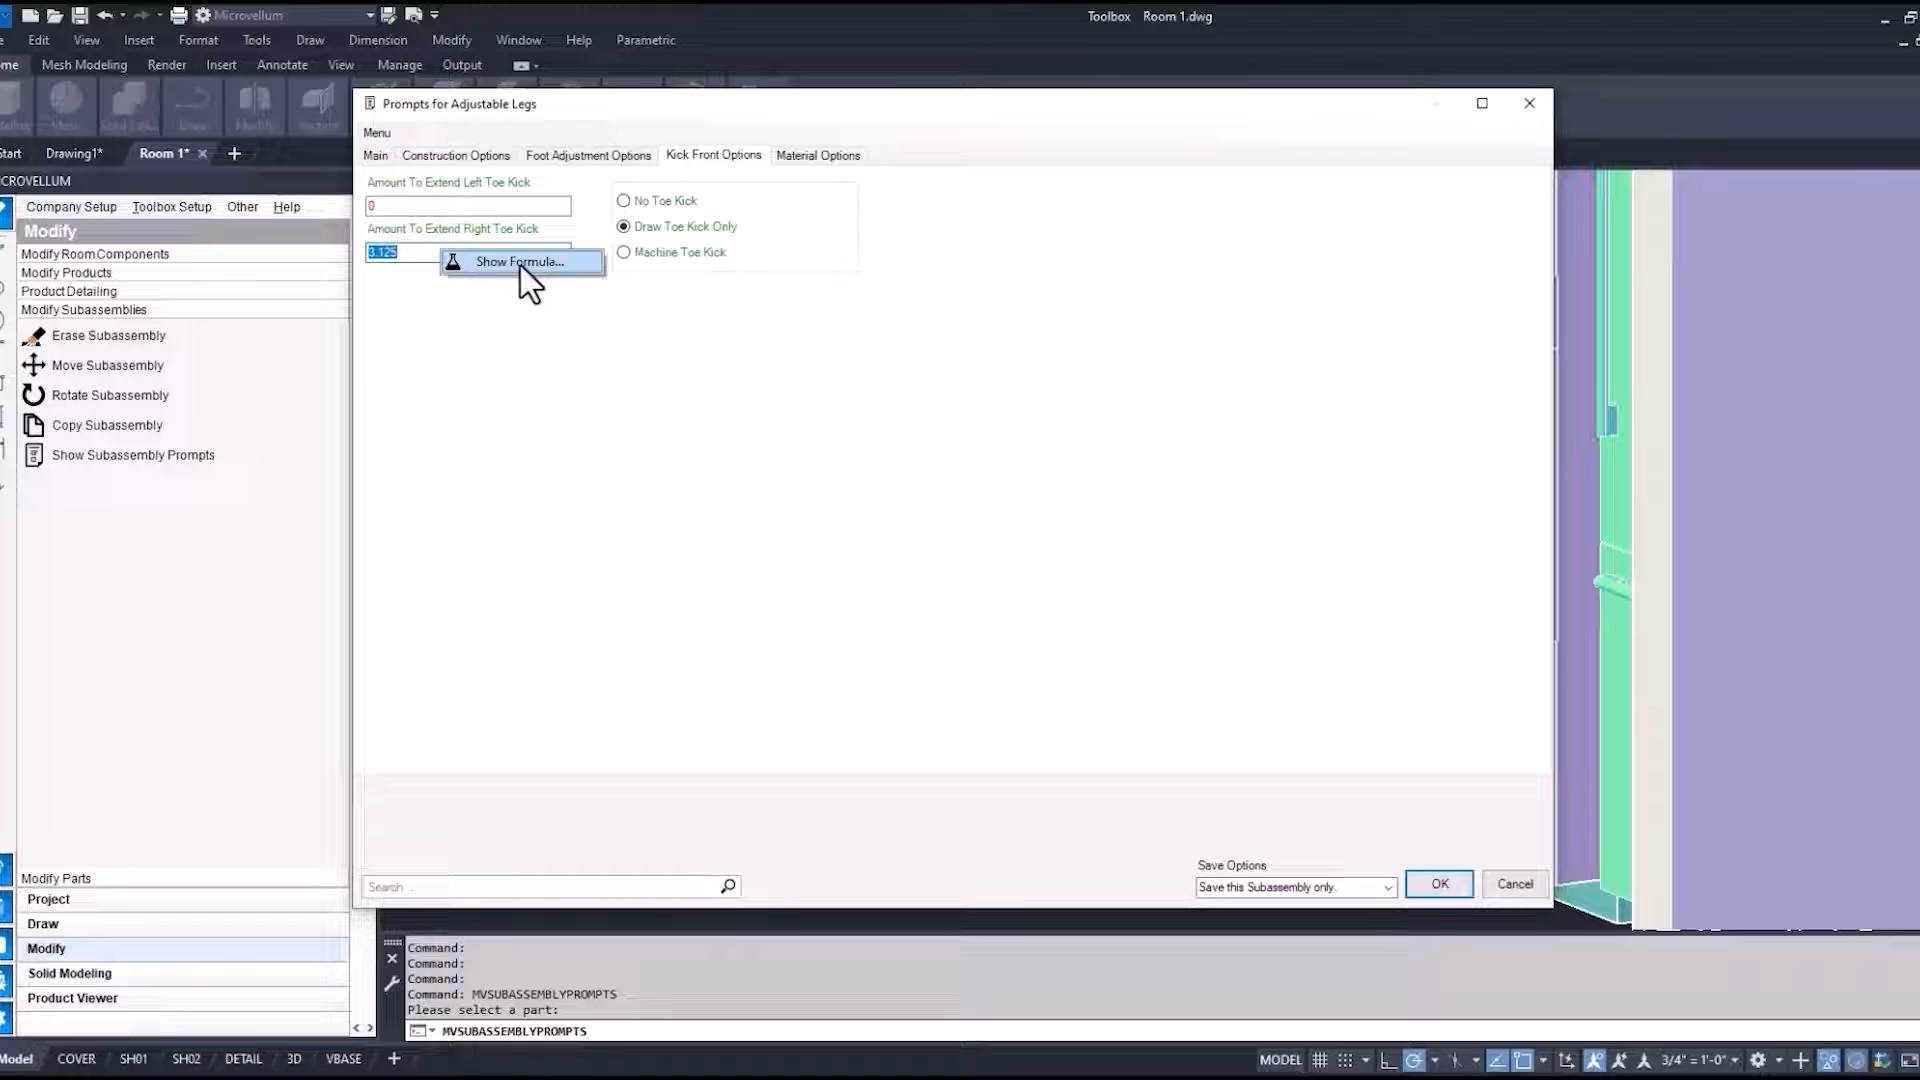 Microvellum
Toolbox Room 1.dwg
Edit View Insert Format Tools Draw Dimension Modify Window Help Parametric
Mesh Modeling Render Insert Annotate View Manage Output
Drawing1* Room 1*
Company Setup Toolbox Setup Other Help
Modify
Modify Room Components
Modify Products
Product Detailing
Modify Subassemblies
Erase Subassembly
Move Subassembly
Rotate Subassembly
Copy Subassembly
Show Subassembly Prompts
Modify Parts
Project
Draw
Modify
Solid Modeling
Product Viewer
Prompts for Adjustable Legs
Menu
Main Construction Options Foot Adjustment Options Kick Front Options Material Options
Amount To Extend Left Toe Kick
0
Amount To Extend Right Toe Kick
3.125
Show Formula...
No Toe Kick
Draw Toe Kick Only
Machine Toe Kick
Search ..
Save Options
Save this Subassembly only.
OK Cancel
Command:
Command:
Command:
Command: MVSUBASSEMBLYPROMPTS
Please select a part:
MVSUBASSEMBLYPROMPTS
Model COVER SH01 SH02 DETAIL 3D VBASE
MODEL 3/4" = 1'-0"